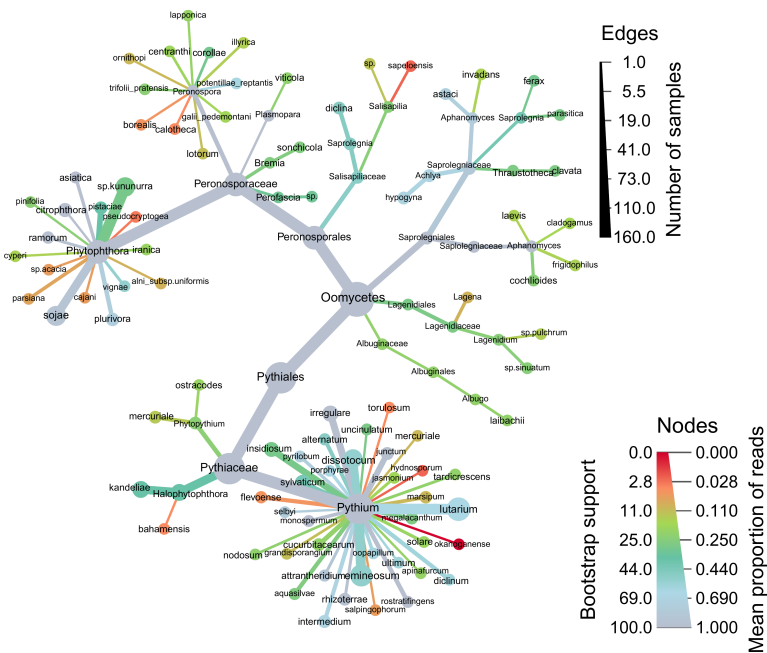 lapponica
Edges
illyrica
centranthi
corollae
ornithopi
sp.
sapeloensis
1.0
potentillae_reptantis
viticola
invadans
ferax
trifolii_pratensis
Peronospora
astaci
5.5
diclina
Salisapilia
galii_pedemontani
Plasmopara
Aphanomyces
Saprolegnia
parasitica
19.0
borealis
calotheca
41.0
Number of samples
lotorum
sonchicola
Saprolegnia
Bremia
Saprolegniaceae
Thraustotheca
clavata
73.0
asiatica
sp.kununurra
Peronosporaceae
Salisapiliaceae
Achlya
pinifolia
citrophthora
pistaciae
Perofascia
sp.
hypogyna
110.0
pseudocryptogea
laevis
cladogamus
160.0
ramorum
Peronosporales
Saprolegniales
cyperi
Phytophthora
iranica
Saprolegniaceae
Aphanomyces
sp.acacia
frigidophilus
vignae
alni_subsp.uniformis
cochlioides
parsiana
cajani
Oomycetes
Lagena
Lagenidiales
sojae
plurivora
Lagenidiaceae
sp.pulchrum
Lagenidium
Albuginaceae
sp.sinuatum
Pythiales
Albuginales
ostracodes
Albugo
laibachii
mercuriale
Phytopythium
irregulare
torulosum
Nodes
uncinulatum
mercuriale
alternatum
insidiosum
pyrilobum
dissotocum
junctum
0.0
0.000
Pythiaceae
porphyrae
hydnosporum
jasmonium
tardicrescens
2.8
0.028
kandeliae
Halophytophthora
sylvaticum
flevoense
marsipum
11.0
0.110
selbyi
Pythium
lutarium
monospermum
megalacanthum
bahamensis
25.0
0.250
cucurbitacearum
solare
okanoganense
nodosum
grandisporangium
oopapillum
44.0
0.440
ultimum
attrantheridium
emineosum
apinafurcum
diclinum
69.0
0.690
aquasilvae
rhizoterrae
rostratifingens
salpingophorum
intermedium
100.0
1.000
Bootstrap support
Mean proportion of reads